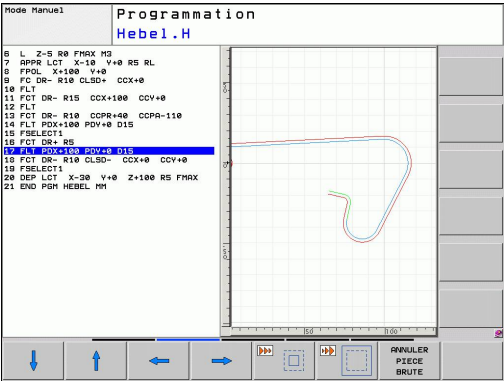 Mode Manuel
Programmation
Hebel.H
6 L Z-5 R0 FMAX M3
7 APPR LCT X-10 Y+0 R5 RL
8 FPOL X+100 Y+0
9 FC DR- R10 CLSD+ CCX+0
10 FLT
11 FCT DR- R15 CCX+100 CCY+0
12 FLT
13 FCT DR- R10 CCPR+40 CCPA-110
14 FLT PDX+100 PDY+0 D15
15 FSELECT1
16 FCT DR+ R5
17 FLT PDX+100 PDY+0 D15
18 FCT DR- R10 CLSD- CCX+0 CCY+0
19 FSELECT1
20 DEP LCT X-30 Y+0 Z+100 R5 FMAX
21 END PGM HEBEL MM
50
0
-50
50
100
ANNULER
PIECE
BRUTE